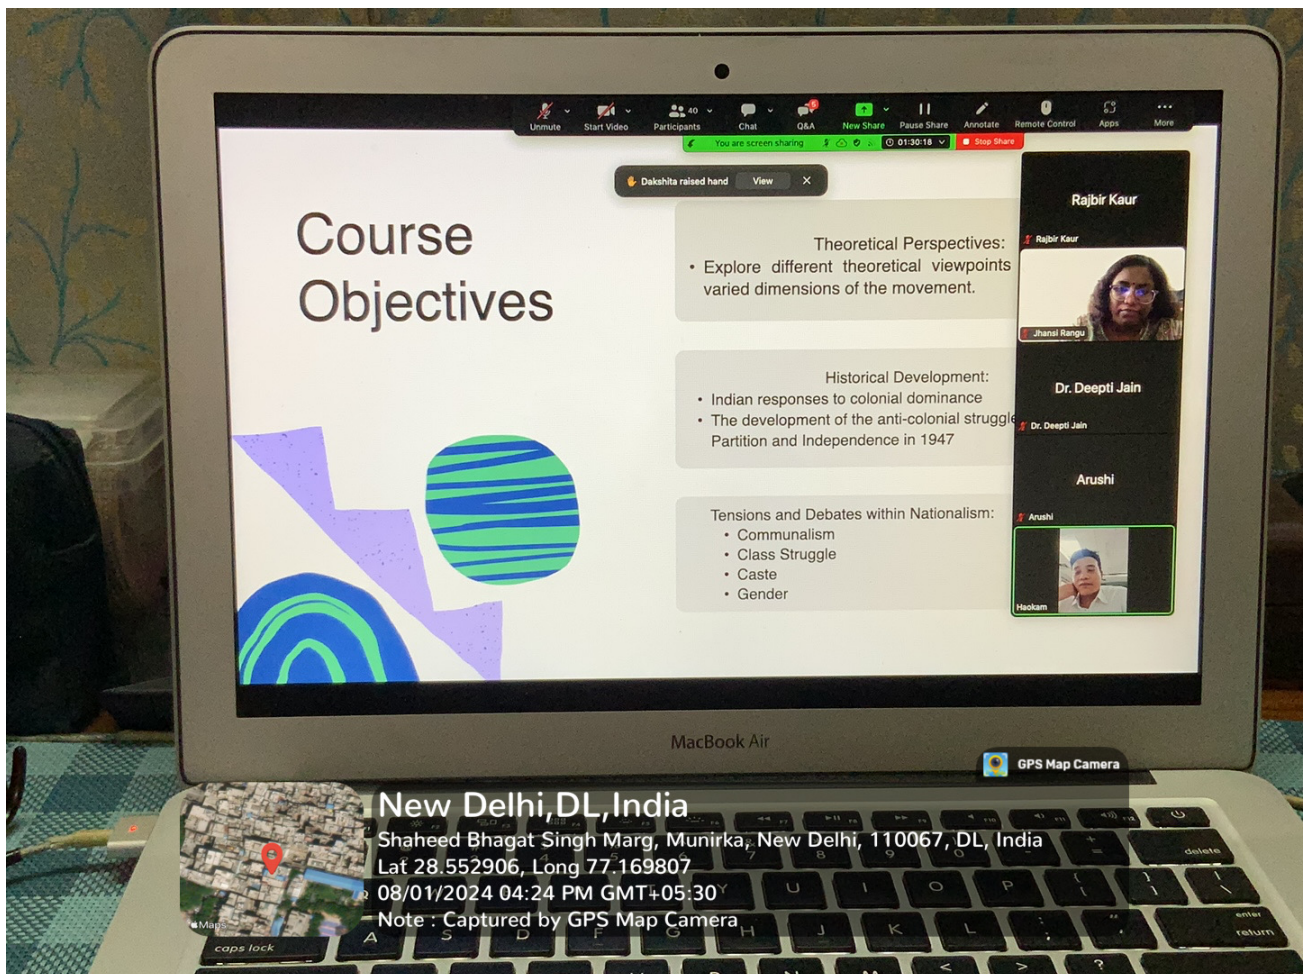 Unmute
Start Video
40
Participants
Chat
5
Q&A
New Share
Pause Share
Annotate
Remote Control
Apps
More
You are screen sharing
01:30:18
Stop Share
Dakshita raised hand
View
Course
Objectives
Theoretical Perspectives:
• Explore different theoretical viewpoints
varied dimensions of the movement.
Historical Development:
• Indian responses to colonial dominance
• The development of the anti-colonial struggle
Partition and Independence in 1947
Tensions and Debates within Nationalism:
• Communalism
• Class Struggle
• Caste
• Gender
Rajbir Kaur
Rajbir Kaur
Jhansi Rangu
Dr. Deepti Jain
Dr. Deepti Jain
Arushi
Arushi
Haokam
MacBook Air
GPS Map Camera
New Delhi,DL,India
Shaheed Bhagat Singh Marg, Munirka, New Delhi, 110067, DL, India
Lat 28.552906, Long 77.169807
08/01/2024 04:24 PM GMT+05:30
Note : Captured by GPS Map Camera
Maps
delete
Y U I O P
caps lock
A S D F G H J K L
enter
return